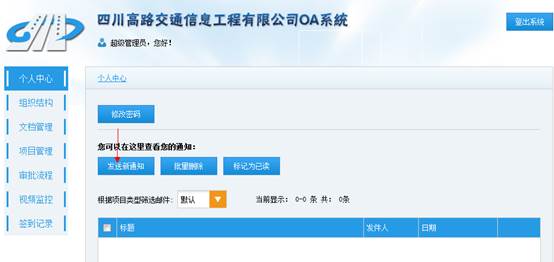 四川高路交通信息工程有限公司OA系统
登出系统
超级管理员，您好！
个人中心
组织结构
文档管理
项目管理
审批流程
视频监控
签到记录
个人中心
修改密码
您可以在这里查看您的通知：
发送新通知 批量删除 标记为已读
根据项目类型筛选邮件: 默认 当前显示： 0-0 条 共： 0条
标题 发件人 日期